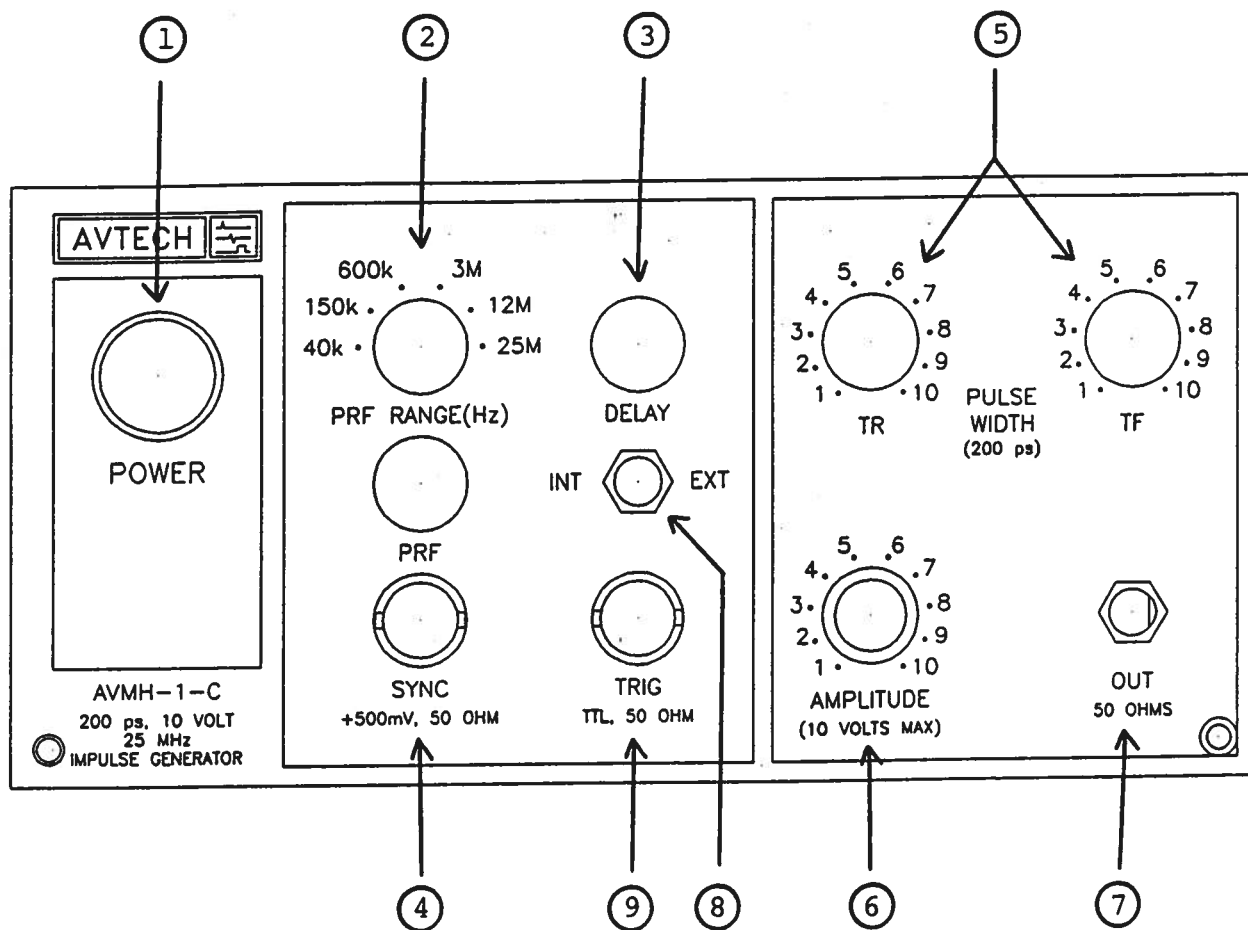 1
2
3
5
AVTECH
POWER
AVMH-1-C
200 ps, 10 VOLT
25 MHz
IMPULSE GENERATOR
40k
150k
600k
3M
12M
25M
PRF RANGE(Hz)
PRF
SYNC
+500mV, 50 OHM
DELAY
INT
EXT
TRIG
TTL, 50 OHM
1
2
3
4
5
6
7
8
9
10
TR
PULSE
WIDTH
(200 ps)
1
2
3
4
5
6
7
8
9
10
TF
1
2
3
4
5
6
7
8
9
10
AMPLITUDE
(10 VOLTS MAX)
OUT
50 OHMS
4
9
8
6
7